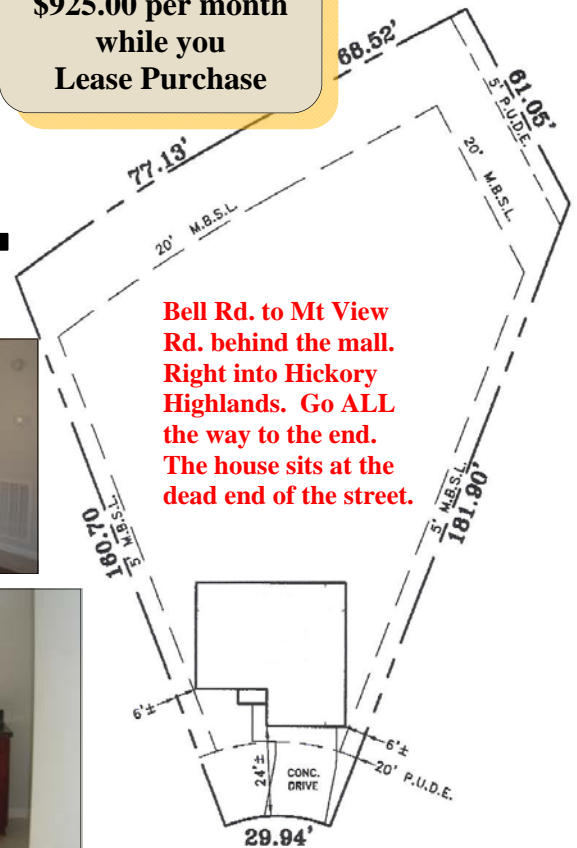 $925.00 per month
while you
Lease Purchase
68.52'
61.05'
5' P.U.D.E.
77.13'
20' M.B.S.L.
20' M.B.S.L.
Bell Rd. to Mt View
Rd. behind the mall.
Right into Hickory
Highlands. Go ALL
the way to the end.
The house sits at the
dead end of the street.
160.70
5' M.B.S.L.
5' M.B.S.L.
181.90'
6'±
24'±
CONC.
DRIVE
6'±
20' P.U.D.E.
29.94'